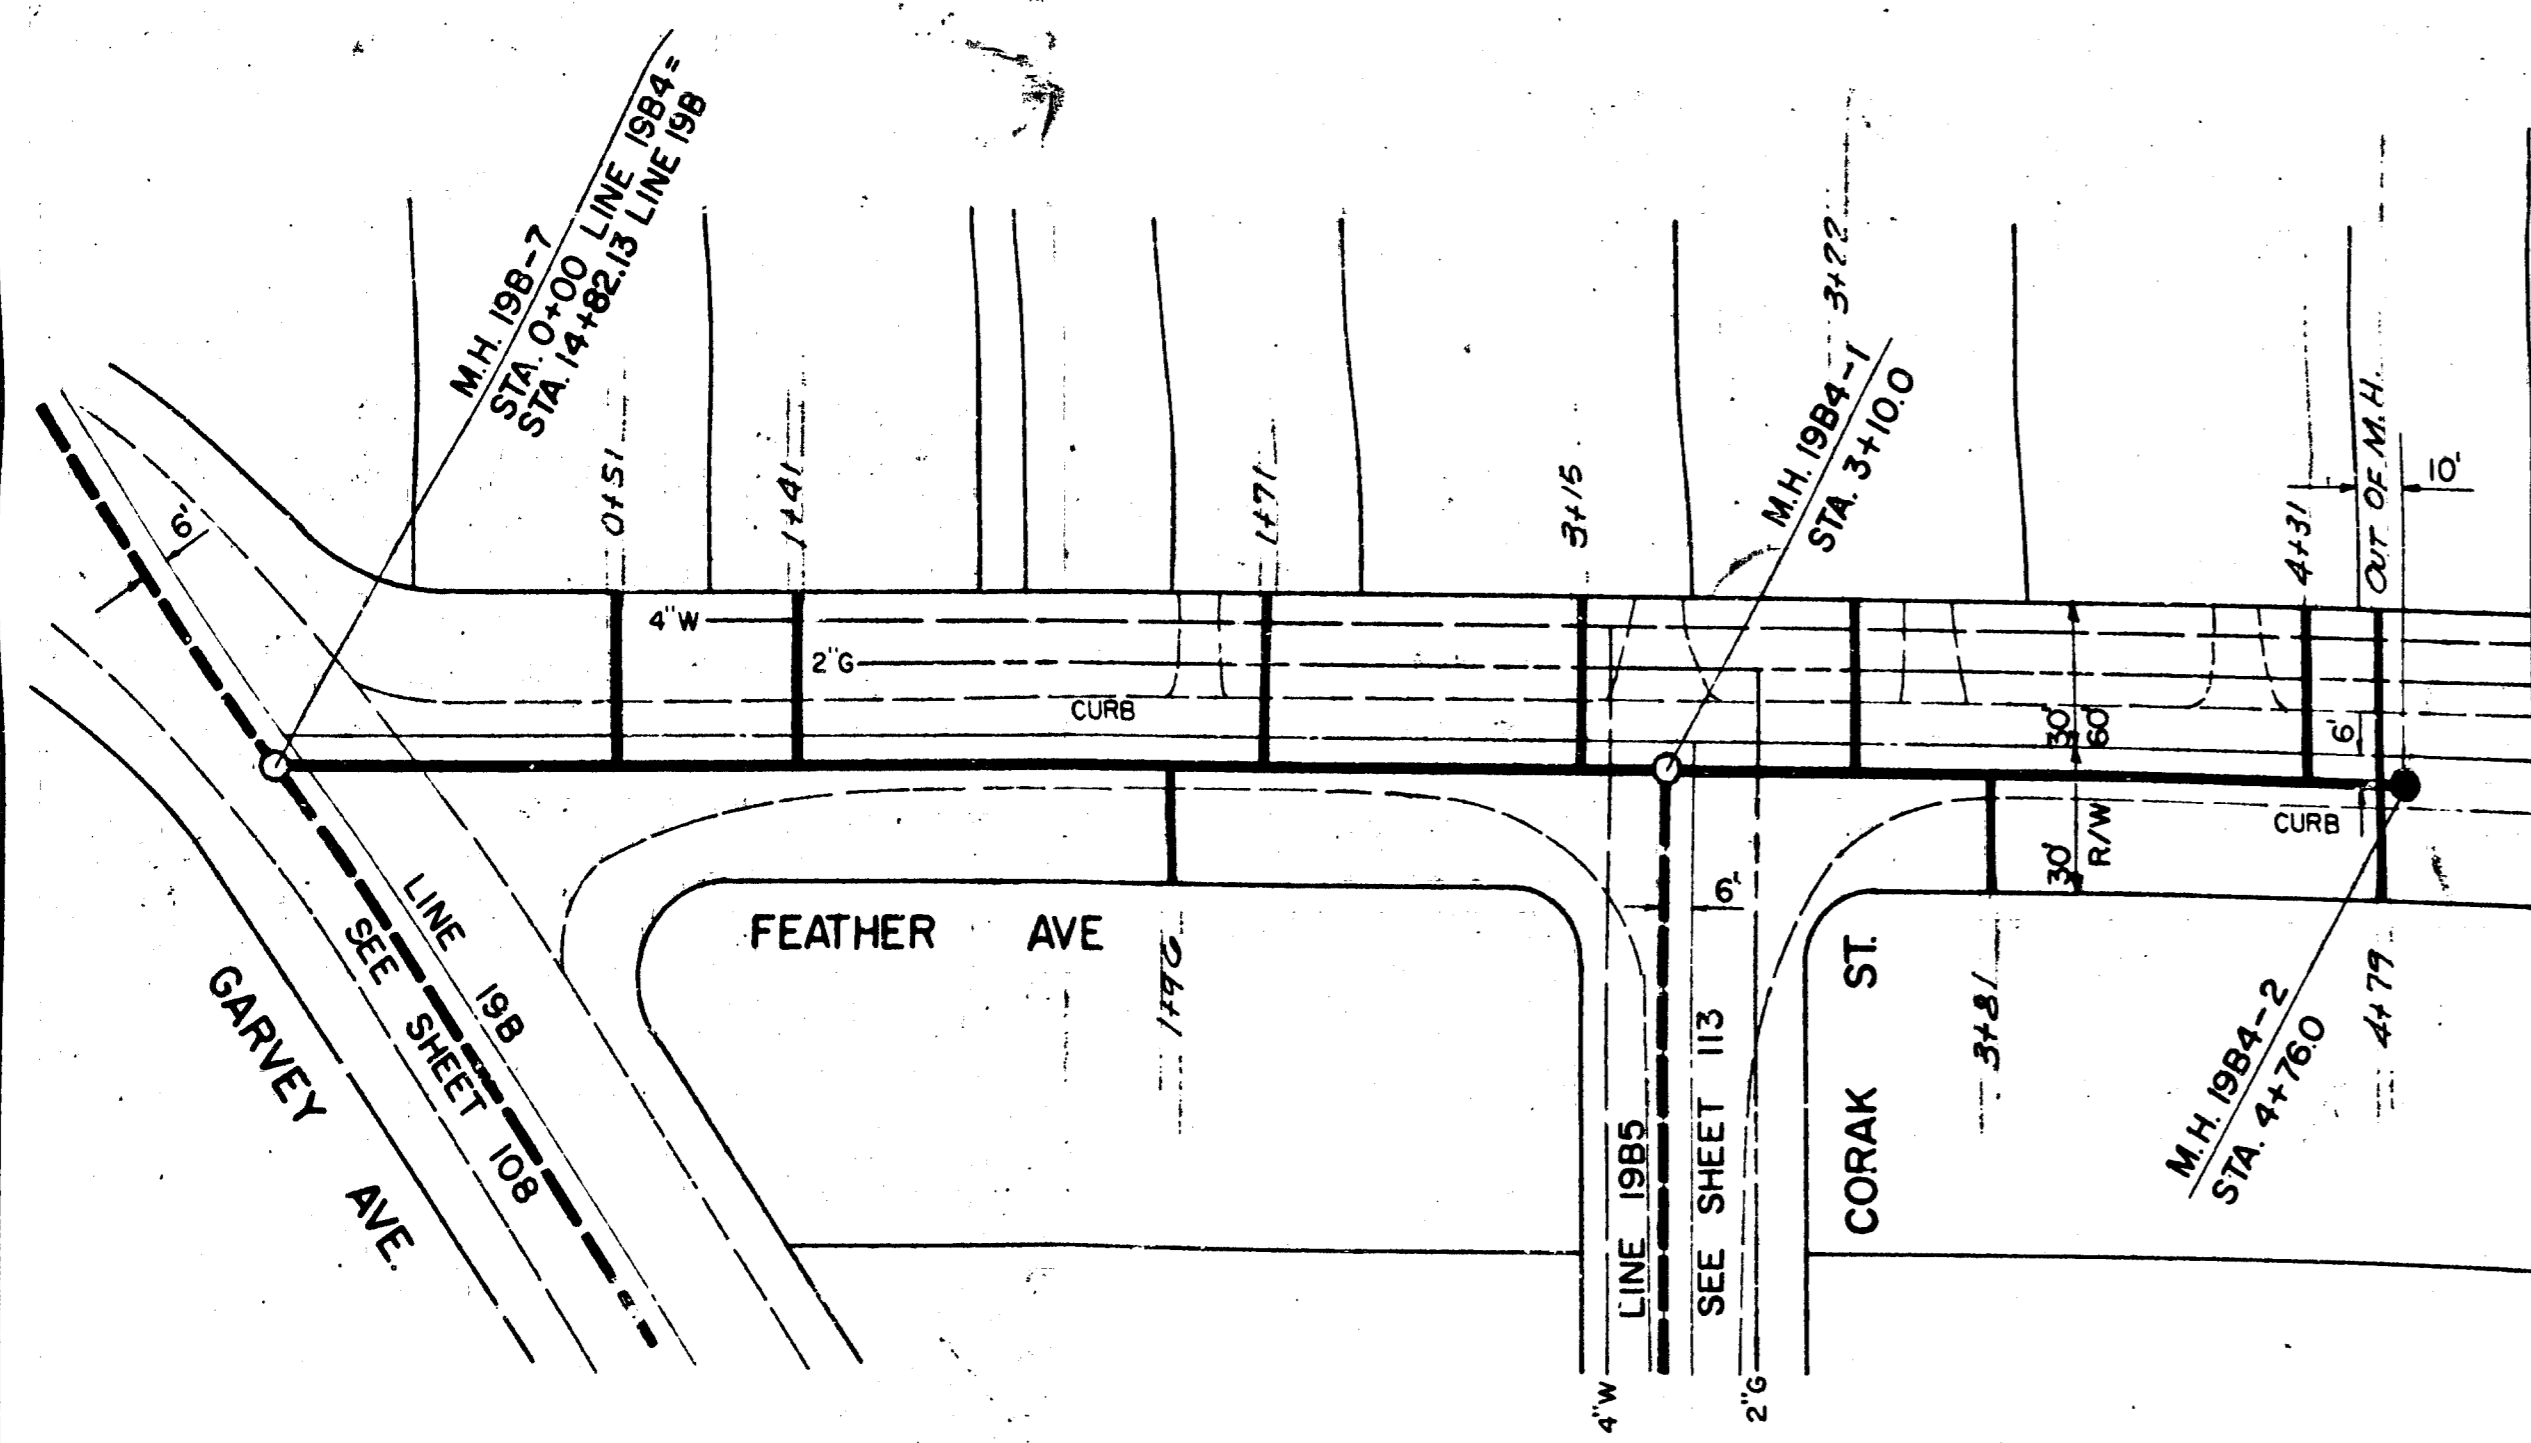 M.H. 19B-7
STA. 0+00 LINE 19B4=
STA. 14+82.13 LINE 19B
3+22
M.H. 19B4-1
STA. 3+10.0
0+51
1+41
1+71
3+15
4+31
OUT OF M.H.
10'
6'
4"W
2"G
CURB
30'
60'
6'
30'
R/W
CURB
LINE 19B
SEE SHEET 108
GARVEY AVE.
FEATHER AVE
1+96
6'
LINE 19B5
SEE SHEET 113
CORAK ST.
3+81
M.H. 19B4-2
STA. 4+76.0
4+79
4"W
2"G